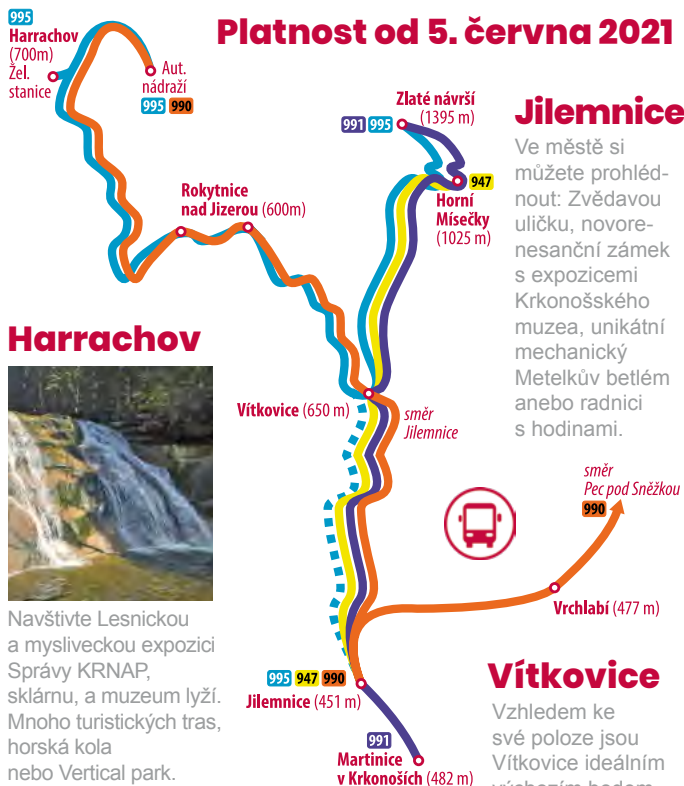 Platnost od 5. června 2021
995
Harrachov
(700m)
Žel.
stanice
Aut.
nádraží
995 990
Zlaté návrší
(1395 m)
991 995
947
Horní
Mísečky
(1025 m)
Rokytnice
nad Jizerou (600m)
Jilemnice
Ve městě si
můžete prohléd-
nout: Zvědavou
uličku, novore-
nesanční zámek
s expozicemi
Krkonošského
muzea, unikátní
mechanický
Metelkův betlém
anebo radnici
s hodinami.
Harrachov
Navštivte Lesnickou
a mysliveckou expozici
Správy KRNAP,
sklárnu, a muzeum lyží.
Mnoho turistických tras,
horská kola
nebo Vertical park.
Vítkovice (650 m)
směr
Jilemnice
směr
Pec pod Sněžkou
990
Vrchlabí (477 m)
995 947 990
Jilemnice (451 m)
991
Martinice
v Krkonoších (482 m)
Vítkovice
Vzhledem ke
své poloze jsou
Vítkovice ideálním